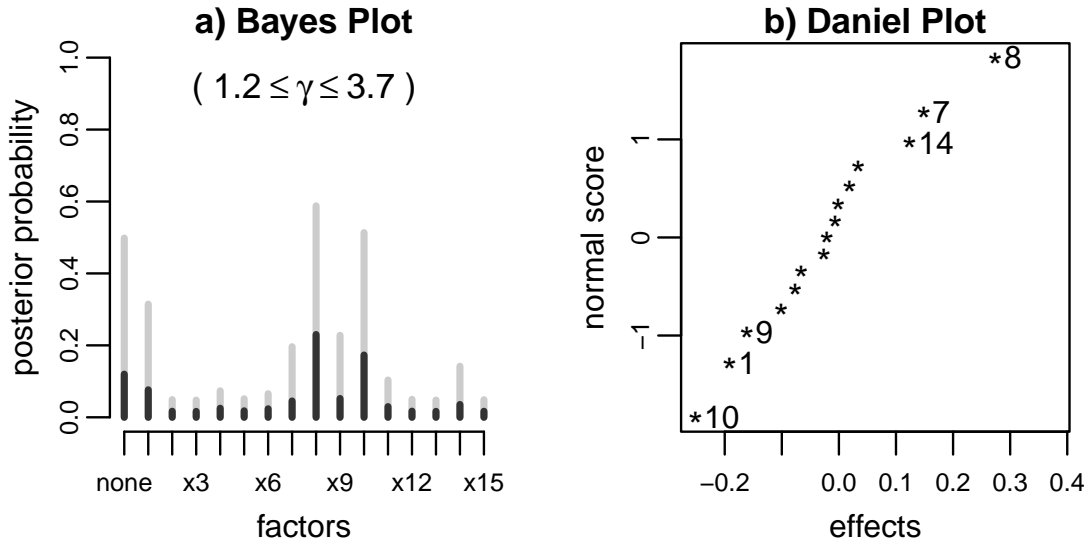 a) Bayes Plot
( 1.2 ≤ γ ≤ 3.7 )
posterior probability
1.0
0.8
0.6
0.4
0.2
0.0
none x3 x6 x9 x12 x15
factors
b) Daniel Plot
normal score
1
0
−1
*8
*7
*14
*9
*1
*10
−0.2 0.0 0.1 0.2 0.3 0.4
effects